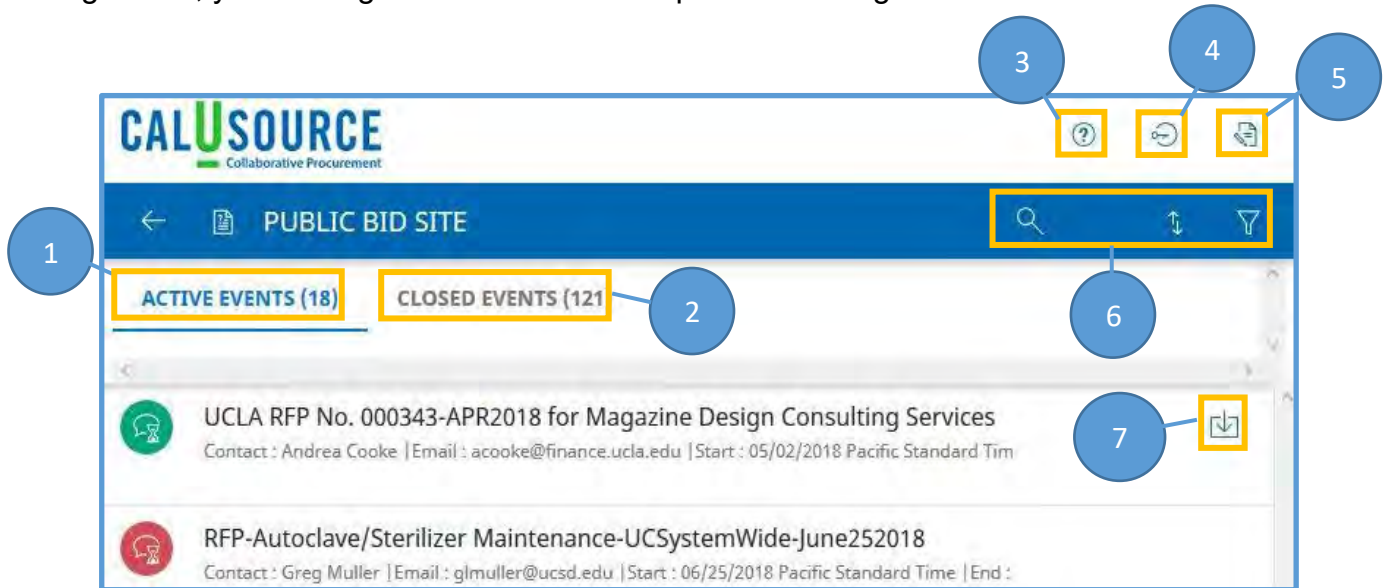 3
4
5
CALUSOURCE
Collaborative Procurement
PUBLIC BID SITE
1
ACTIVE EVENTS (18)
CLOSED EVENTS (121
2
6
UCLA RFP No. 000343-APR2018 for Magazine Design Consulting Services
Contact : Andrea Cooke |Email : acooke@finance.ucla.edu |Start : 05/02/2018 Pacific Standard Tim
7
RFP-Autoclave/Sterilizer Maintenance-UCSystemWide-June252018
Contact : Greg Muller |Email : glmuller@ucsd.edu |Start : 06/25/2018 Pacific Standard Time |End :